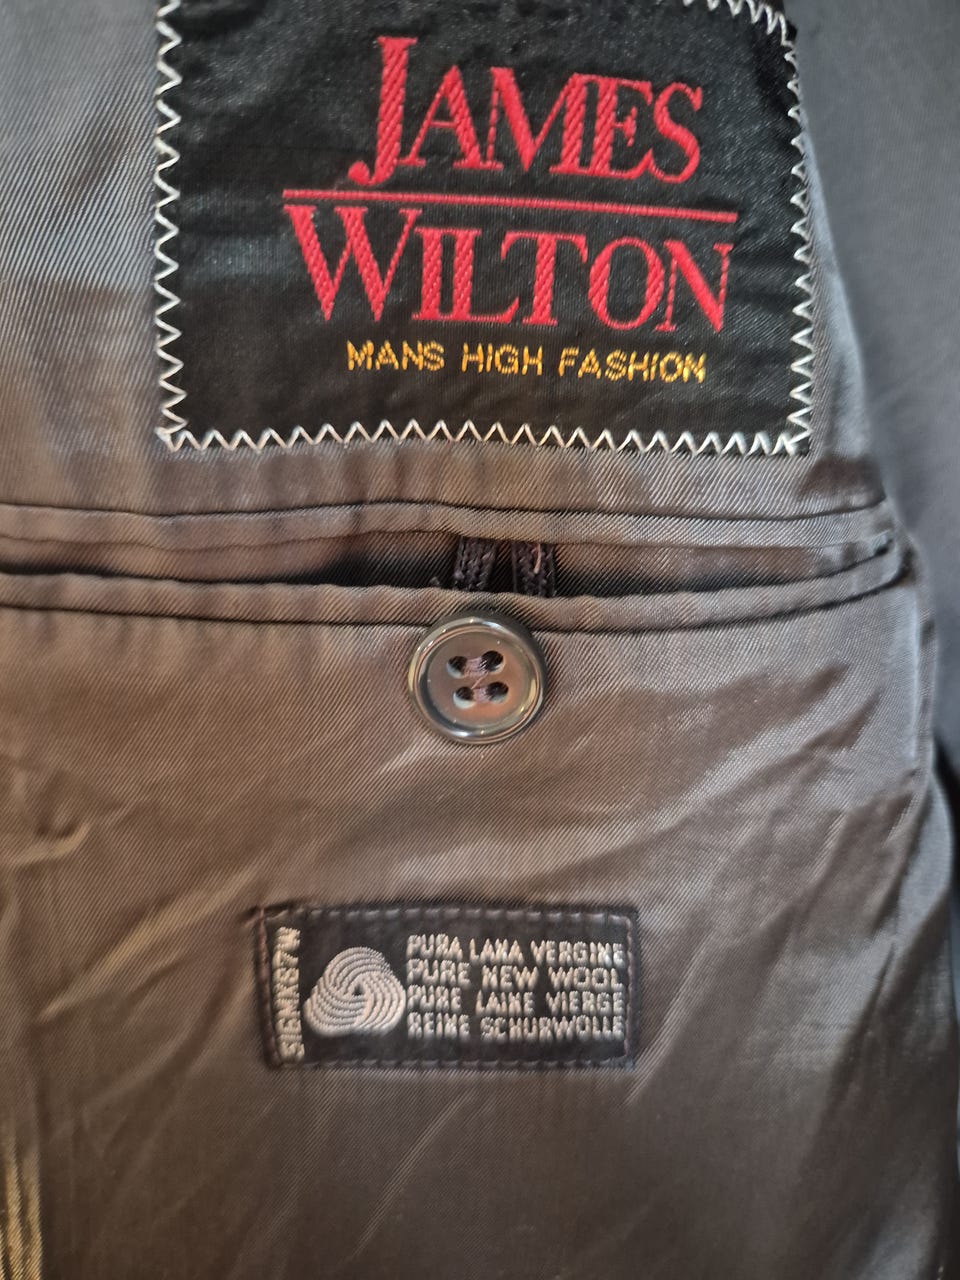 JAMES
WILTON
MANS HIGH FASHION
PURA LANA VERGINE
PURE NEW WOOL
PURE LAINE VIERGE
REINE SCHURWOLLE